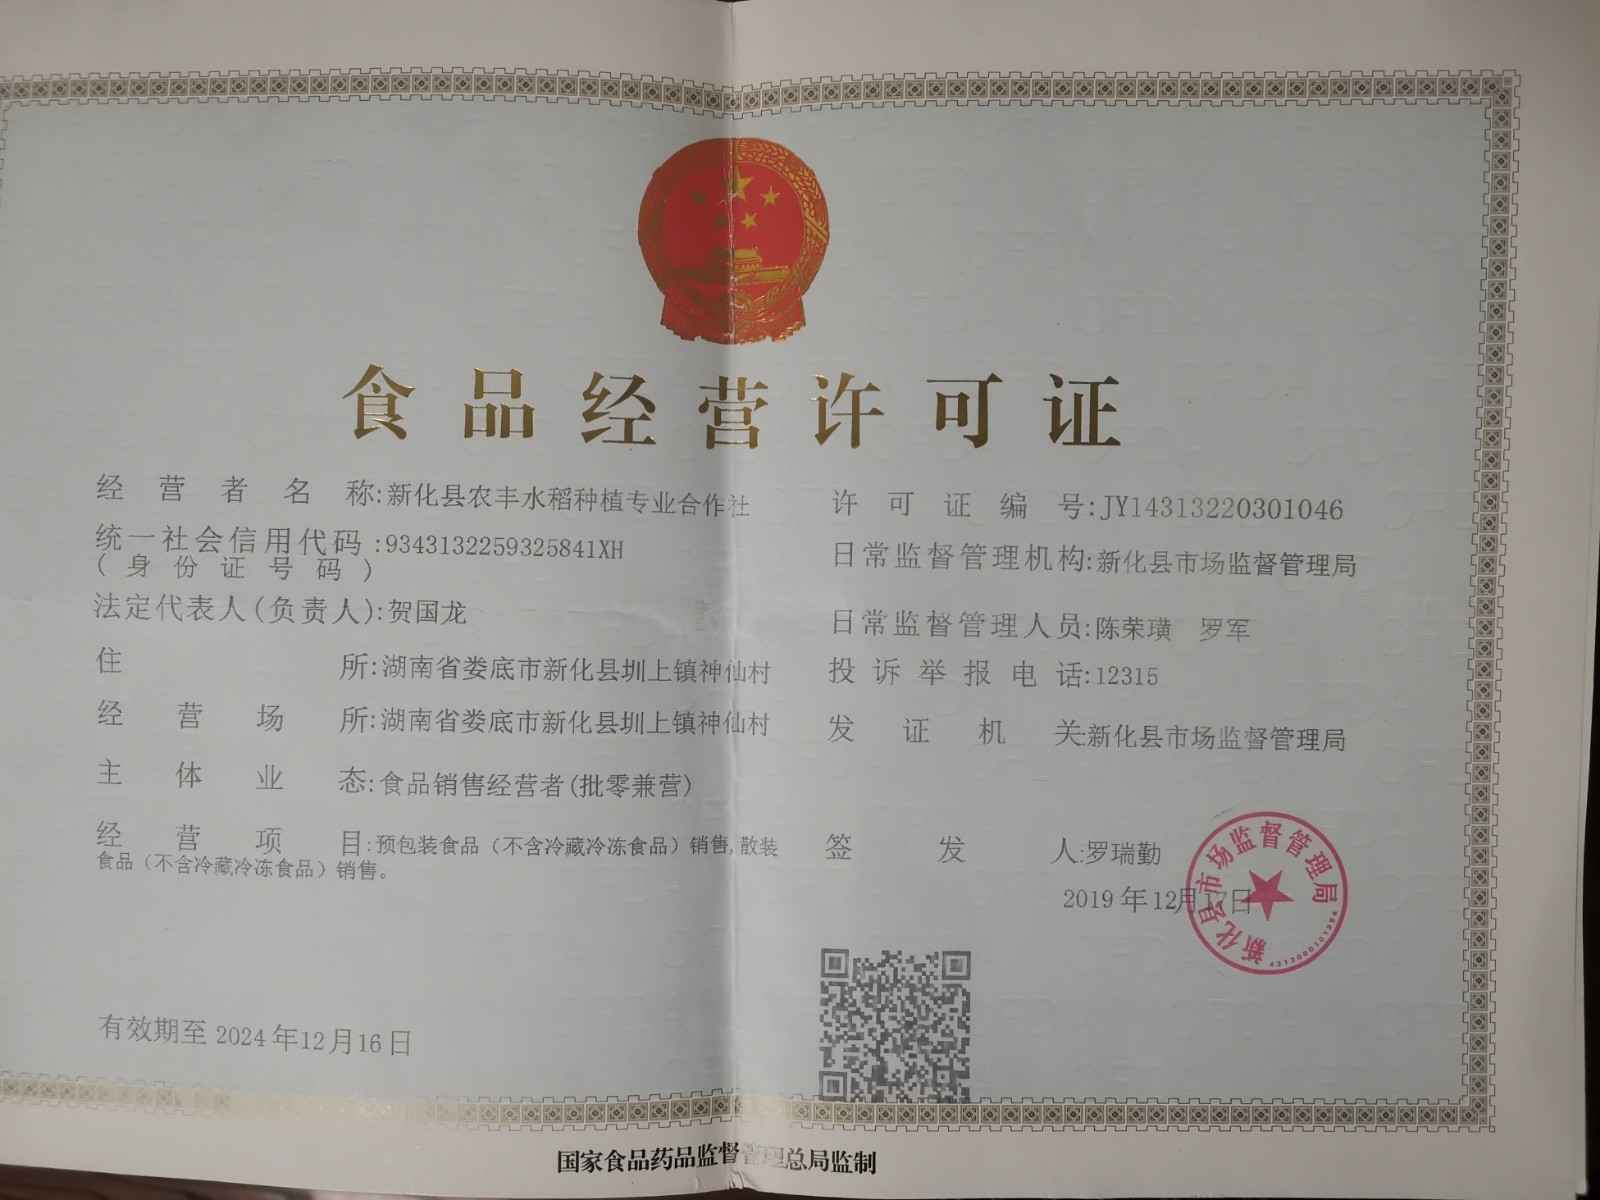 食品经营许可证
经营者名称:新化县农丰水稻种植专业合作社
统一社会信用代码:9343132259325841XH
(身份证号码)
法定代表人(负责人):贺国龙
住所:湖南省娄底市新化县圳上镇神仙村
经营场所:湖南省娄底市新化县圳上镇神仙村
主体业态:食品销售经营者(批零兼营)
经营项目:预包装食品（不含冷藏冷冻食品）销售,散装
食品（不含冷藏冷冻食品）销售。
有效期至 2024年12月16日
许可证编号:JY14313220301046
日常监督管理机构:新化县市场监督管理局
日常监督管理人员:陈荣璜 罗军
投诉举报电话:12315
发证机关:新化县市场监督管理局
签发人:罗瑞勤
2019年12月17日
新化县市场监督管理局
4313000101294
国家食品药品监督管理总局监制